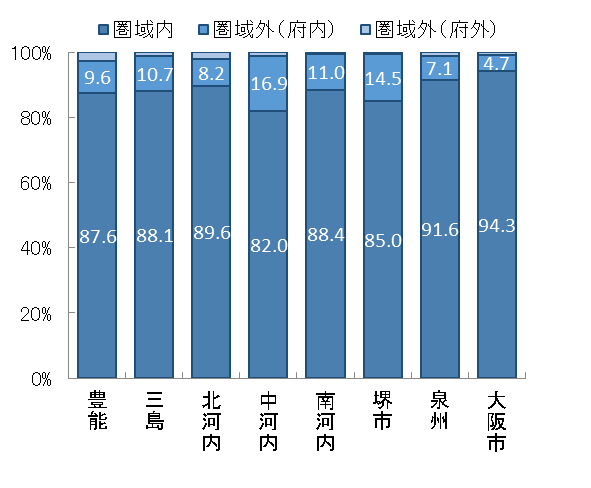 圏域内 圏域外（府内） 圏域外（府外）
100%
80%
60%
40%
20%
0%
9.6 10.7 8.2 16.9 11.0 14.5 7.1 4.7
87.6 88.1 89.6 82.0 88.4 85.0 91.6 94.3
豊能
三島
北河内
中河内
南河内
堺市
泉州
大阪市